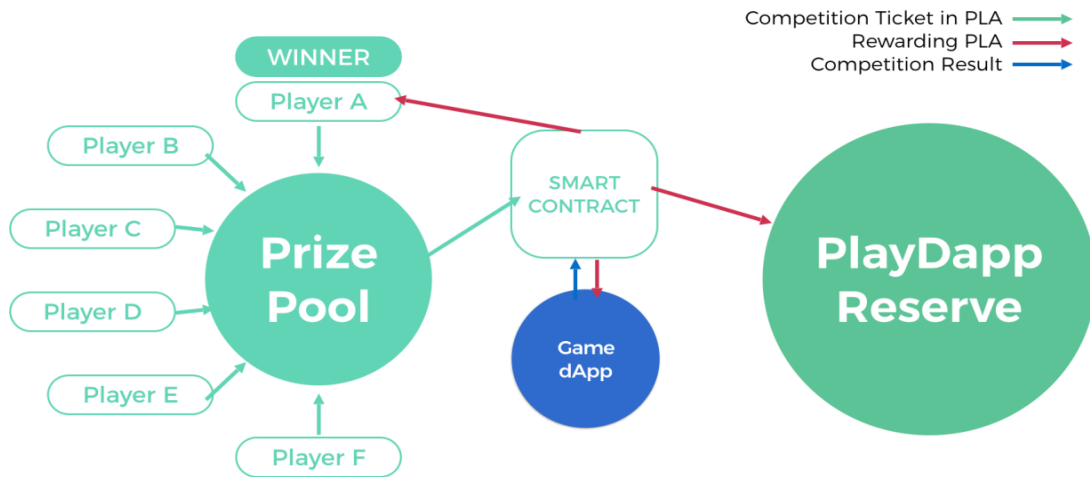 Competition Ticket in PLA
Rewarding PLA
Competition Result
WINNER
Player A
Player B
Player C
Player D
Player E
Player F
Prize
Pool
SMART
CONTRACT
Game
dApp
PlayDapp
Reserve